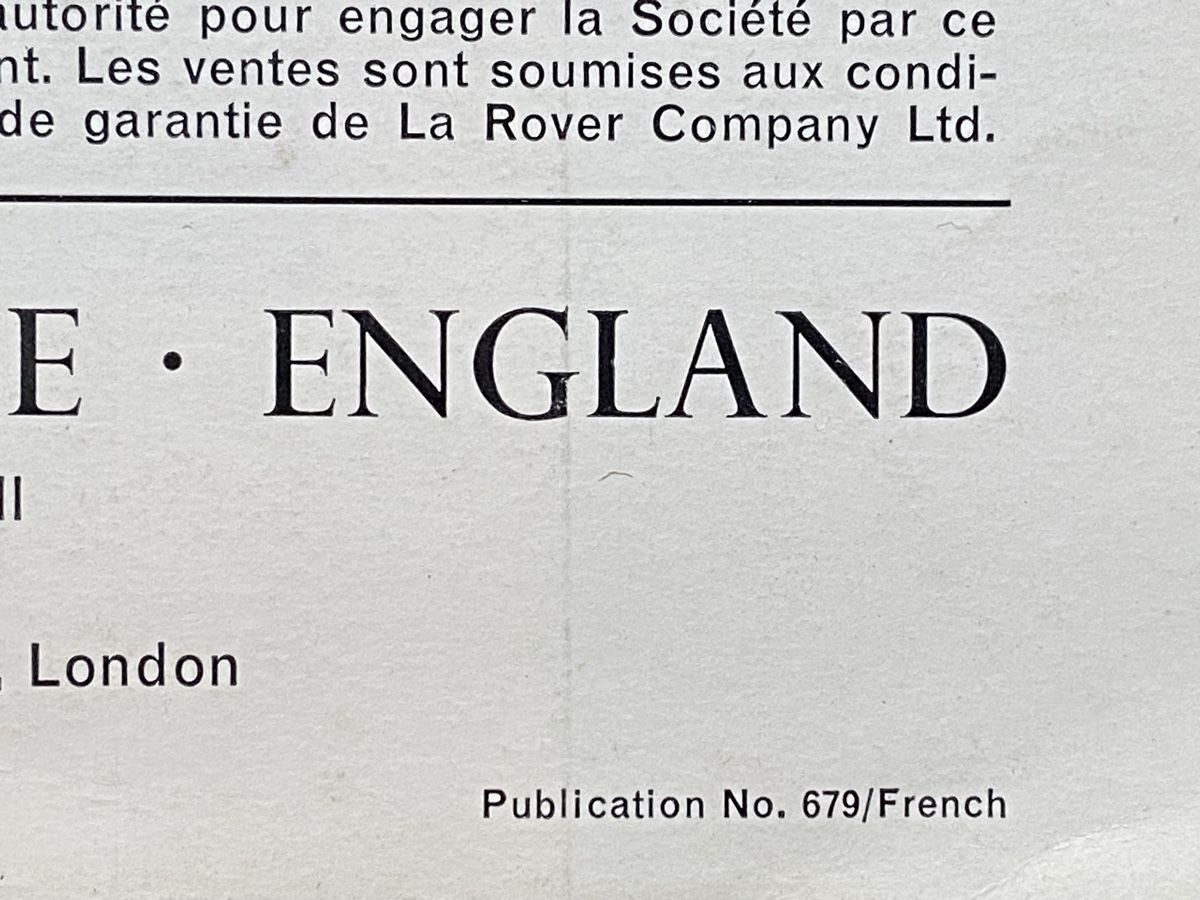 autorité pour engager la Société par ce
nt. Les ventes sont soumises aux condi-
de garantie de La Rover Company Ltd.
E · ENGLAND
ll
, London
Publication No. 679/French